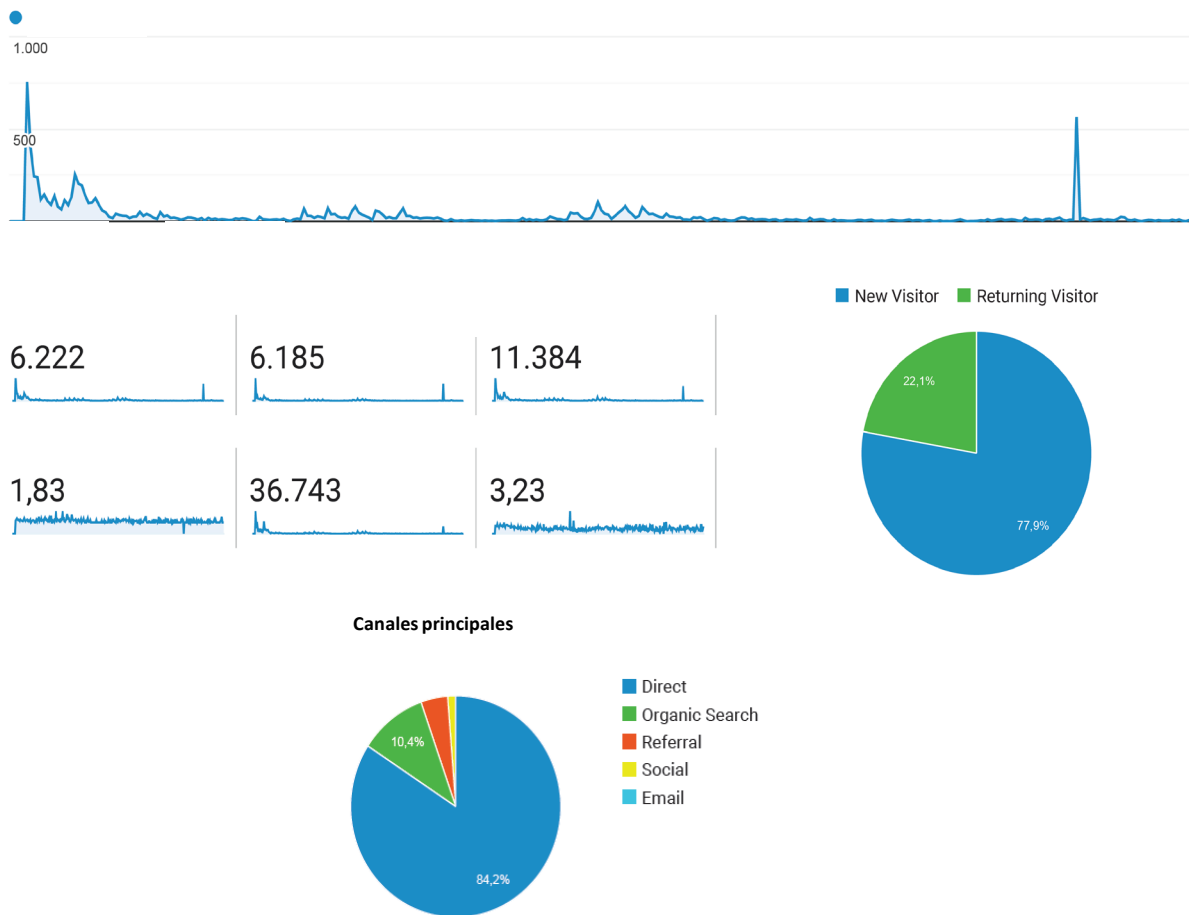 1.000
500
New Visitor Returning Visitor
6.222 6.185 11.384
22,1%
1,83 36.743 3,23
77,9%
Canales principales
Direct
Organic Search
10,4%
Referral
Social
Email
84,2%